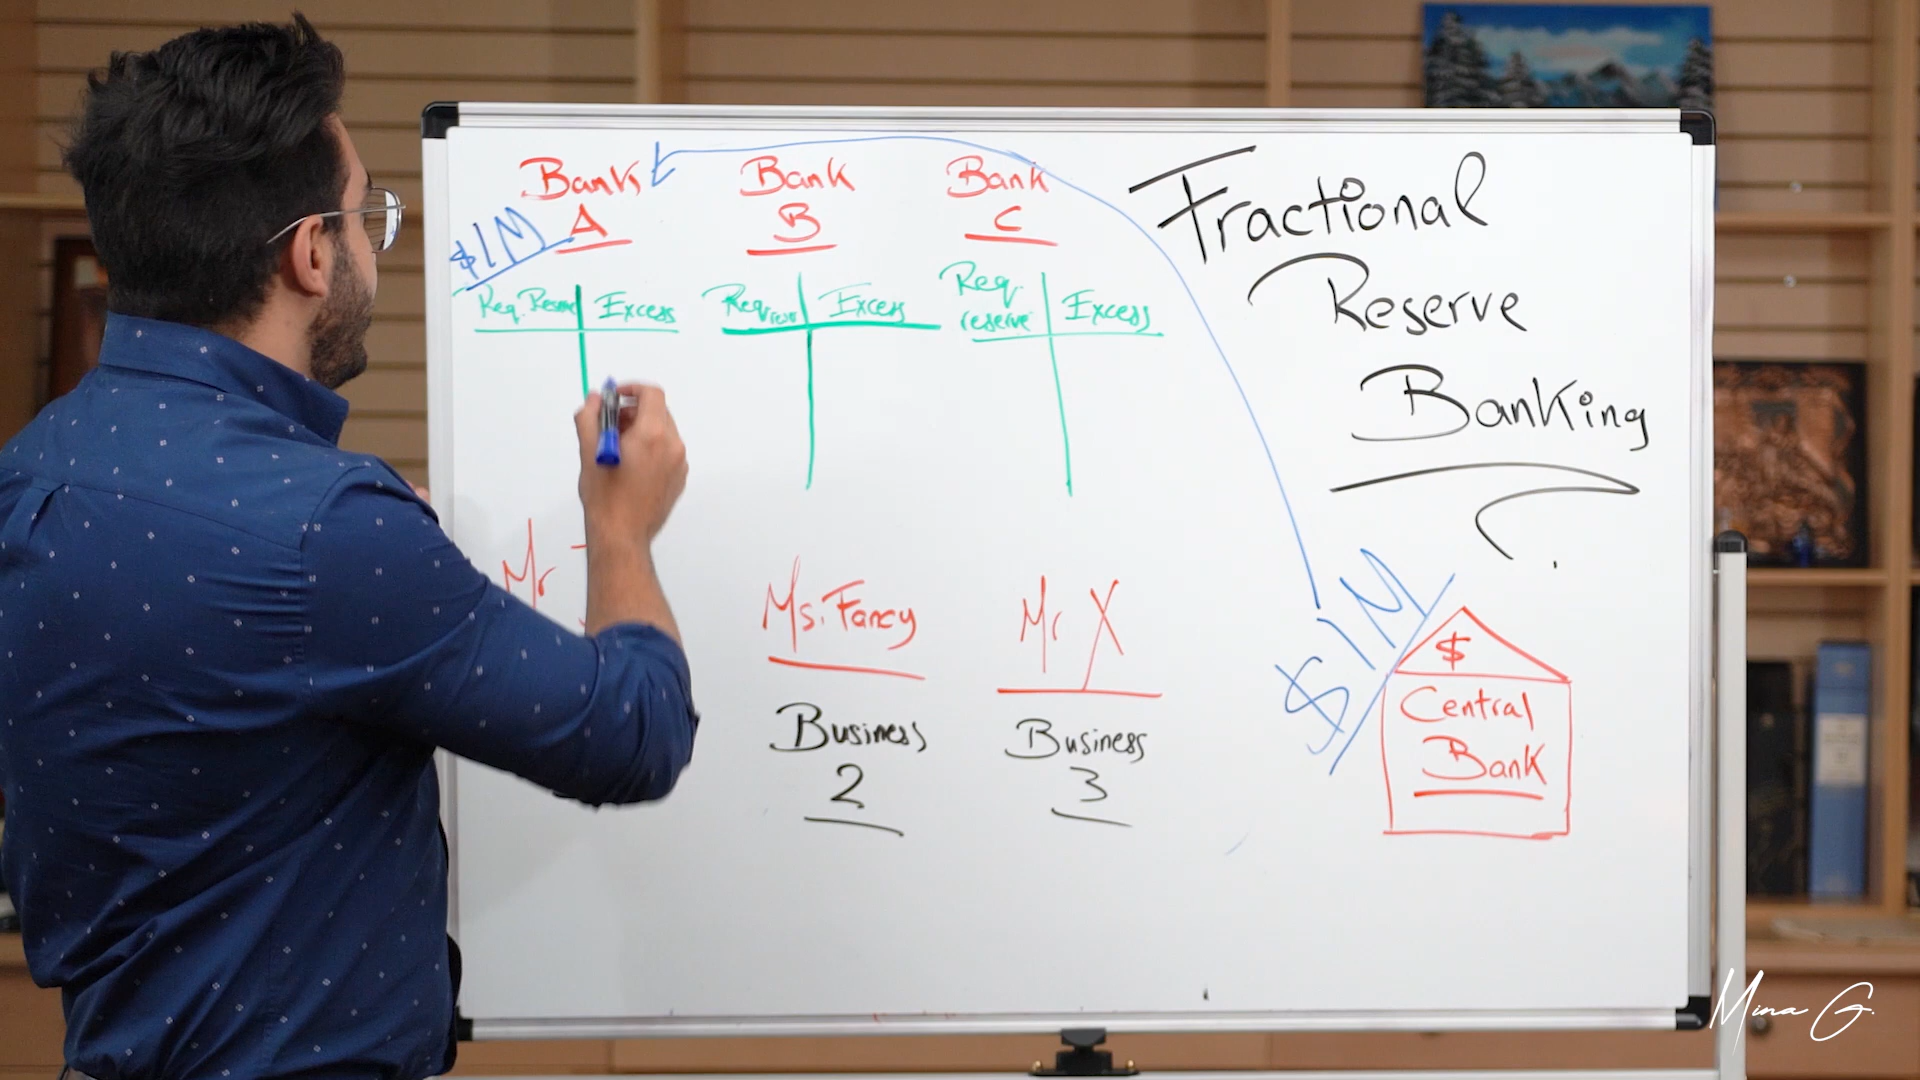 Bank
A
Bank
B
Bank
C
$1M
Req. Reserve
Excess
Req
Excess
Req.
reserve
Excess
Fractional
Reserve
Banking
Mr
Ms. Fancy
Mr X
Business
2
Business
3
$1M
$
Central
Bank
Mina G.